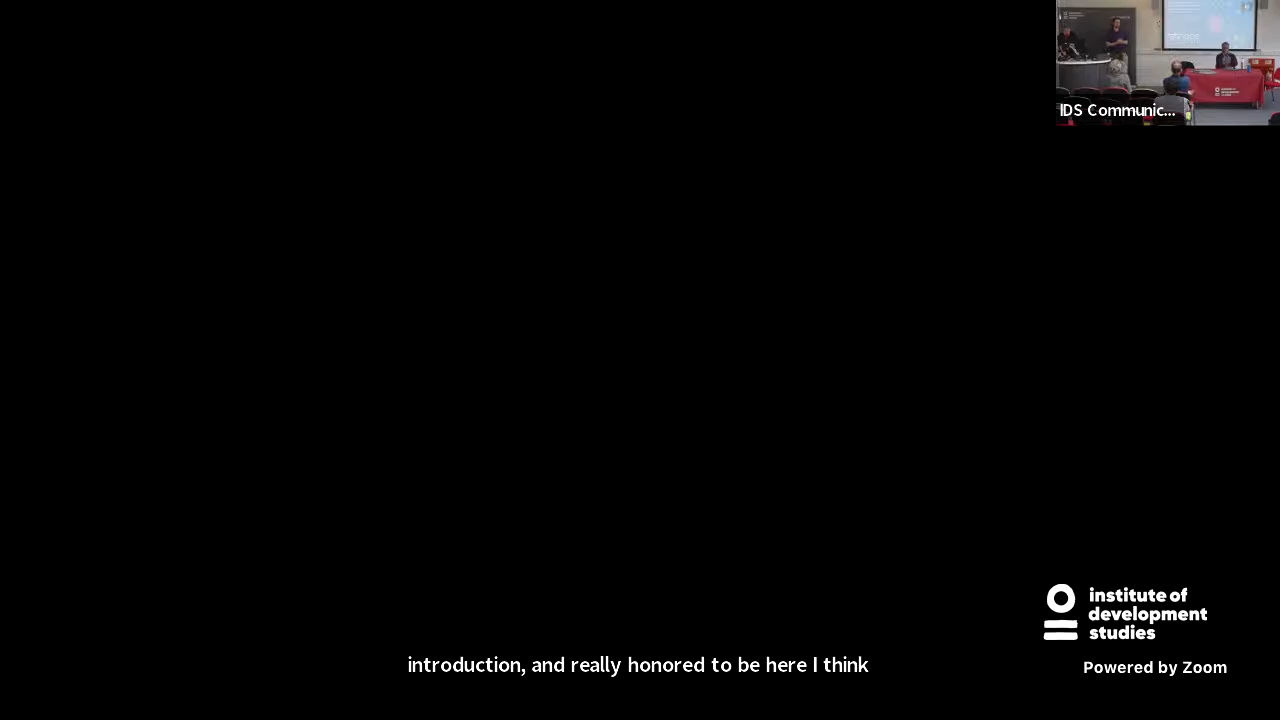 IDS Communic...
institute of
development
studies
introduction, and really honored to be here I think
Powered by Zoom